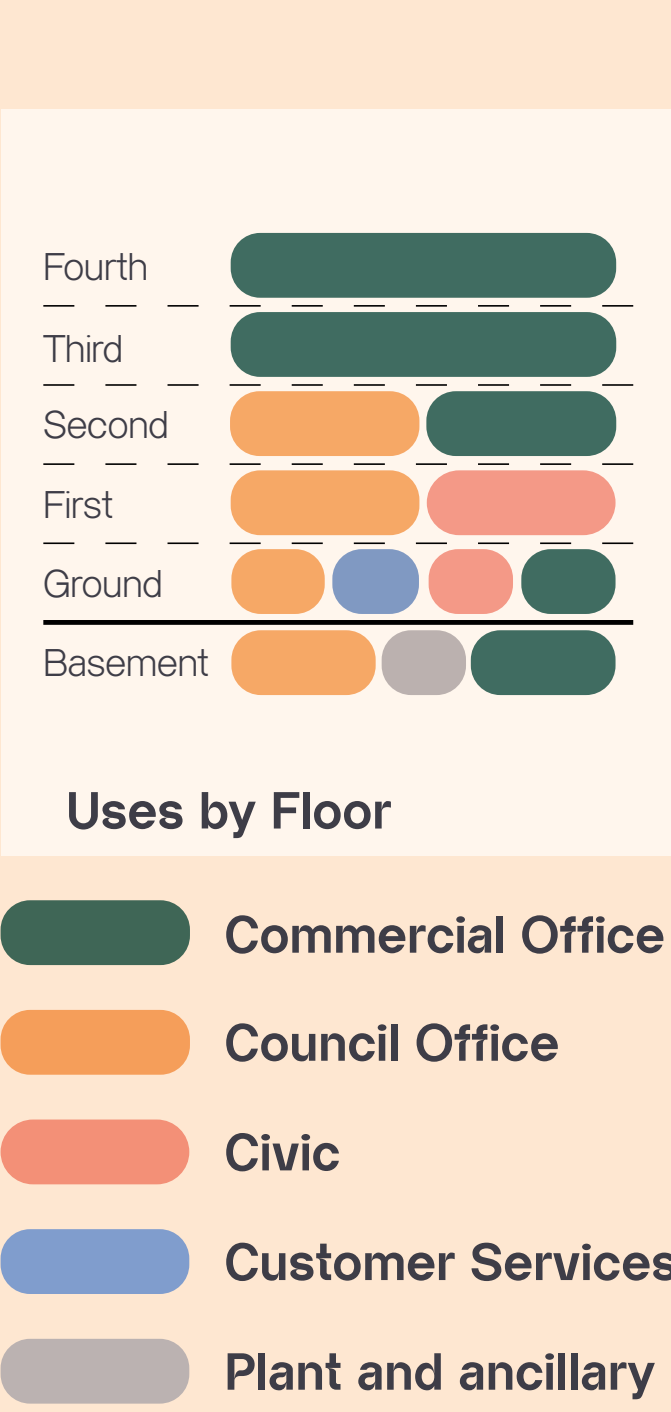 Fourth
Third
Second
First
Ground
Basement
Uses by Floor
Commercial Office
Council Office
Civic
Customer Services
Plant and ancillary